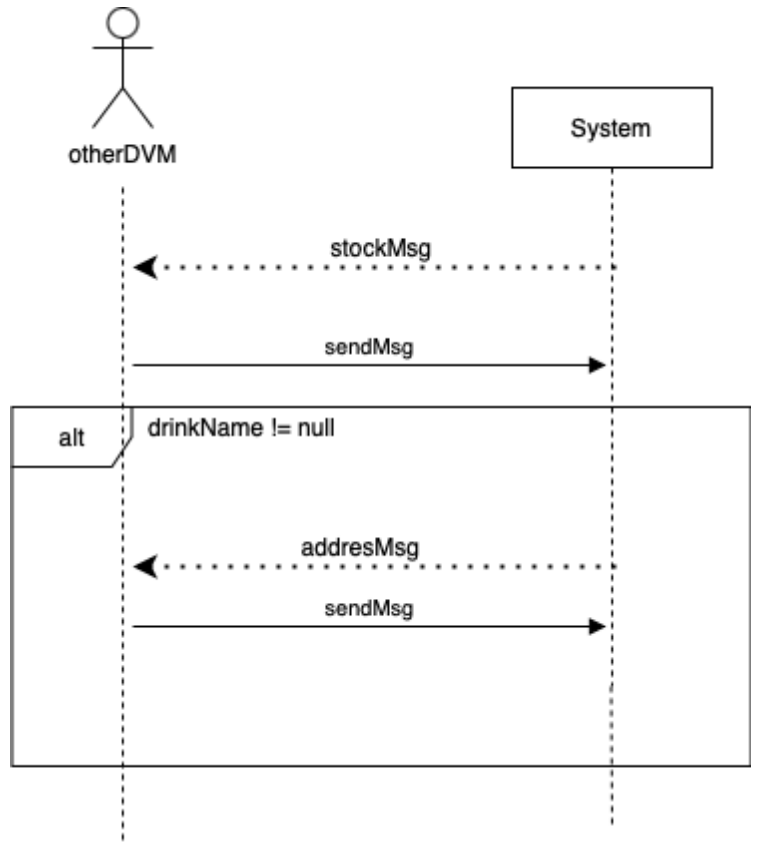 otherDVM
System
stockMsg
sendMsg
alt
drinkName != null
addresMsg
sendMsg